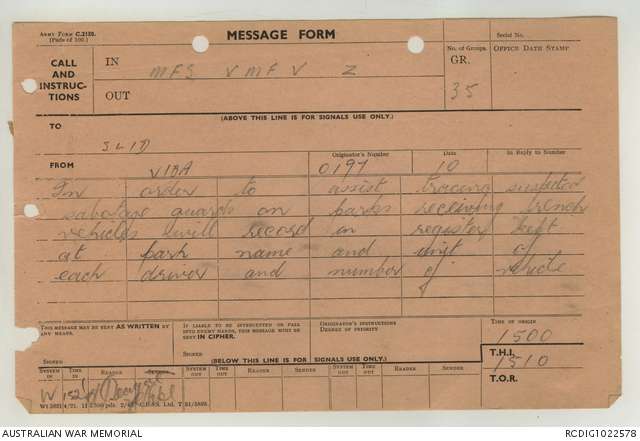 ARMY FORM C.2128.
(Pads of 100.)
MESSAGE FORM
Serial No.
CALL
AND
INSTRUC-
TIONS
IN
MFS V MFV Z
OUT
No. of Groups.
GR.
35
OFFICE DATE STAMP
(ABOVE THIS LINE IS FOR SIGNALS USE ONLY.)
TO
FROM
Originator's Number
0197
Date
10
In Reply to Number
In order to assist tracing suspected
sabotage guards on parks receiving
vehicles will record in register kept
at park name and unit of
each driver and number of vehicle
THIS MESSAGE MAY BE SENT AS WRITTEN BY
ANY MEANS.
IF LIABLE TO BE INTERCEPTED OR FALL
INTO ENEMY HANDS, THIS MESSAGE MUST BE
SENT IN CIPHER.
ORIGINATOR'S INSTRUCTIONS
DEGREE OF PRIORITY
TIME OF ORIGIN
1500
SIGNED
SIGNED
(BELOW THIS LINE IS FOR SIGNALS USE ONLY.)
T.H.I.
1510
T.O.R.
SYSTEM IN
TIME IN
READER
SENDER
SYSTEM OUT
TIME OUT
READER
SENDER
SYSTEM OUT
TIME OUT
READER
SENDER
W
AUSTRALIAN WAR MEMORIAL
RCDIG1022578